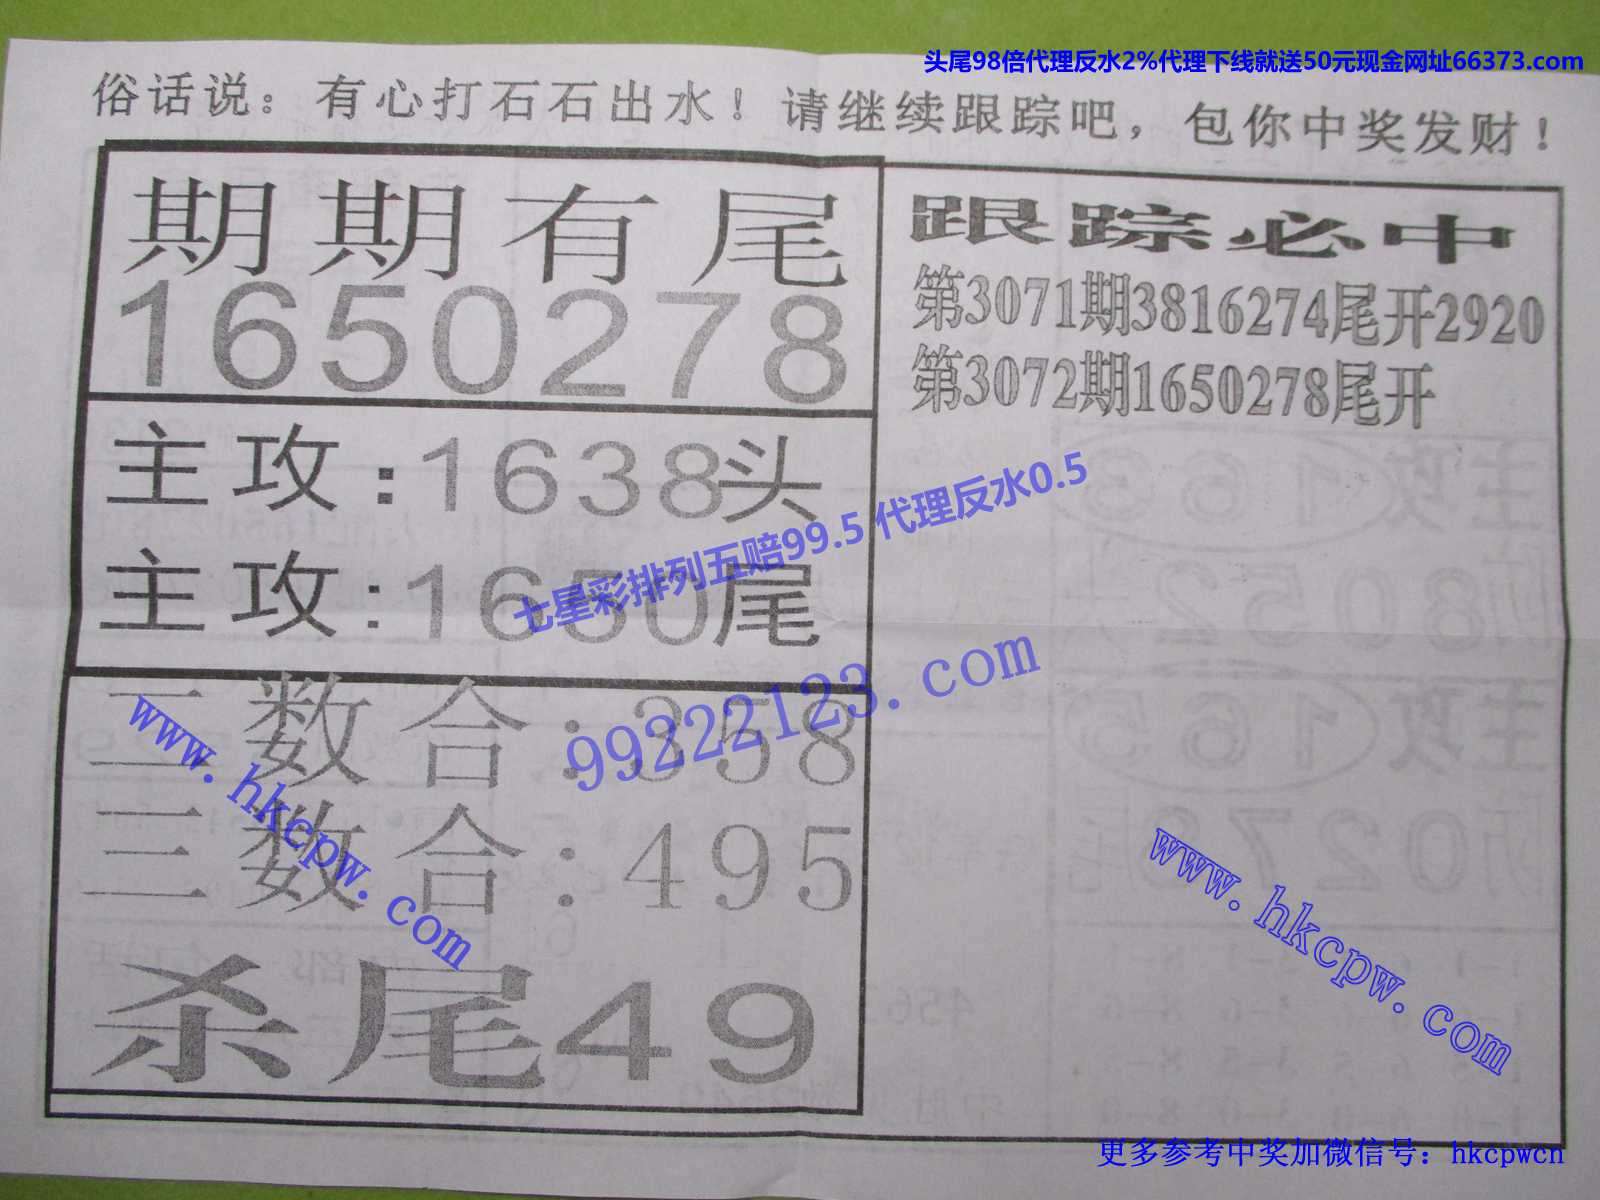 头尾98倍代理反水2%代理下线就送50元现金网址66373.com
俗话说：有心打石石出水！请继续跟踪吧，包你中奖发财！
期期有尾
1650278
跟踪必中
第3071期3816274尾开2920
第3072期1650278尾开
主攻:1638头
主攻:1650尾
七星彩排列五赔99.5 代理反水0.5
99222123.com
二数合:358
三数合:495
杀尾49
www.hkcpw.com
www.hkcpw.com
更多参考中奖加微信号：hkcpwcn